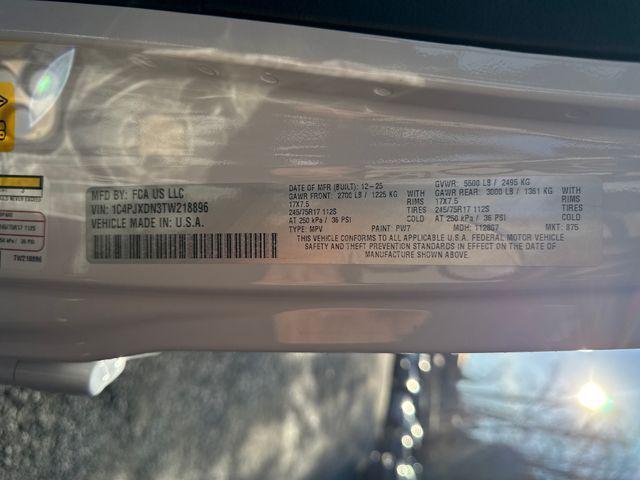 MFD BY: FCA US LLC
VIN: 1C4PJXDN3TW218896
VEHICLE MADE IN: U.S.A.
DATE OF MFR (BUILT): 12-25
GVWR: 5500 LB / 2495 KG
GAWR FRONT: 2700 LB / 1225 KG WITH
17X7.5 RIMS
245/75R17 112S TIRES
AT 250 kPa / 36 PSI COLD
GAWR REAR: 3000 LB / 1361 KG WITH
17X7.5 RIMS
245/75R17 112S TIRES
AT 250 kPa / 36 PSI COLD
TYPE: MPV PAINT: PW7 MDH: 112807 MKT: 875
THIS VEHICLE CONFORMS TO ALL APPLICABLE U.S.A. FEDERAL MOTOR VEHICLE
SAFETY AND THEFT PREVENTION STANDARDS IN EFFECT ON THE DATE OF
MANUFACTURE SHOWN ABOVE.
TW218896